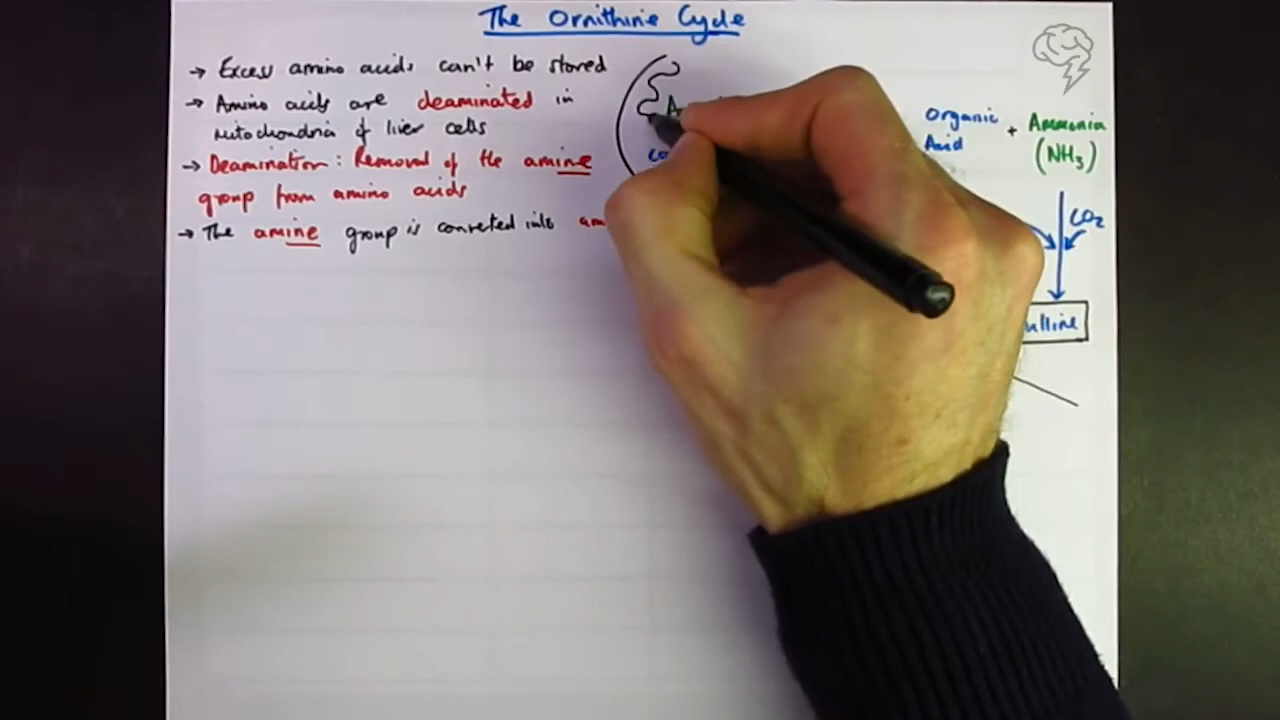 The Ornithine Cycle
→ Excess amino acids can't be stored
→ Amino acids are deaminated in
mitochondria of liver cells
→ Deamination: Removal of the amine
group from amino acids
→ The amine group is converted into am
Organic
Acid
+
Ammonia
(NH₃)
CO₂
ulline